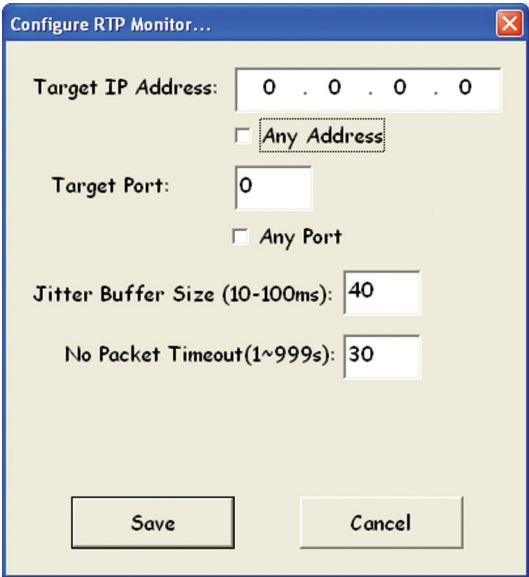 Configure RTP Monitor...
Target IP Address: 0 . 0 . 0 . 0
Any Address
Target Port: 0
Any Port
Jitter Buffer Size (10-100ms): 40
No Packet Timeout(1~999s): 30
Save Cancel